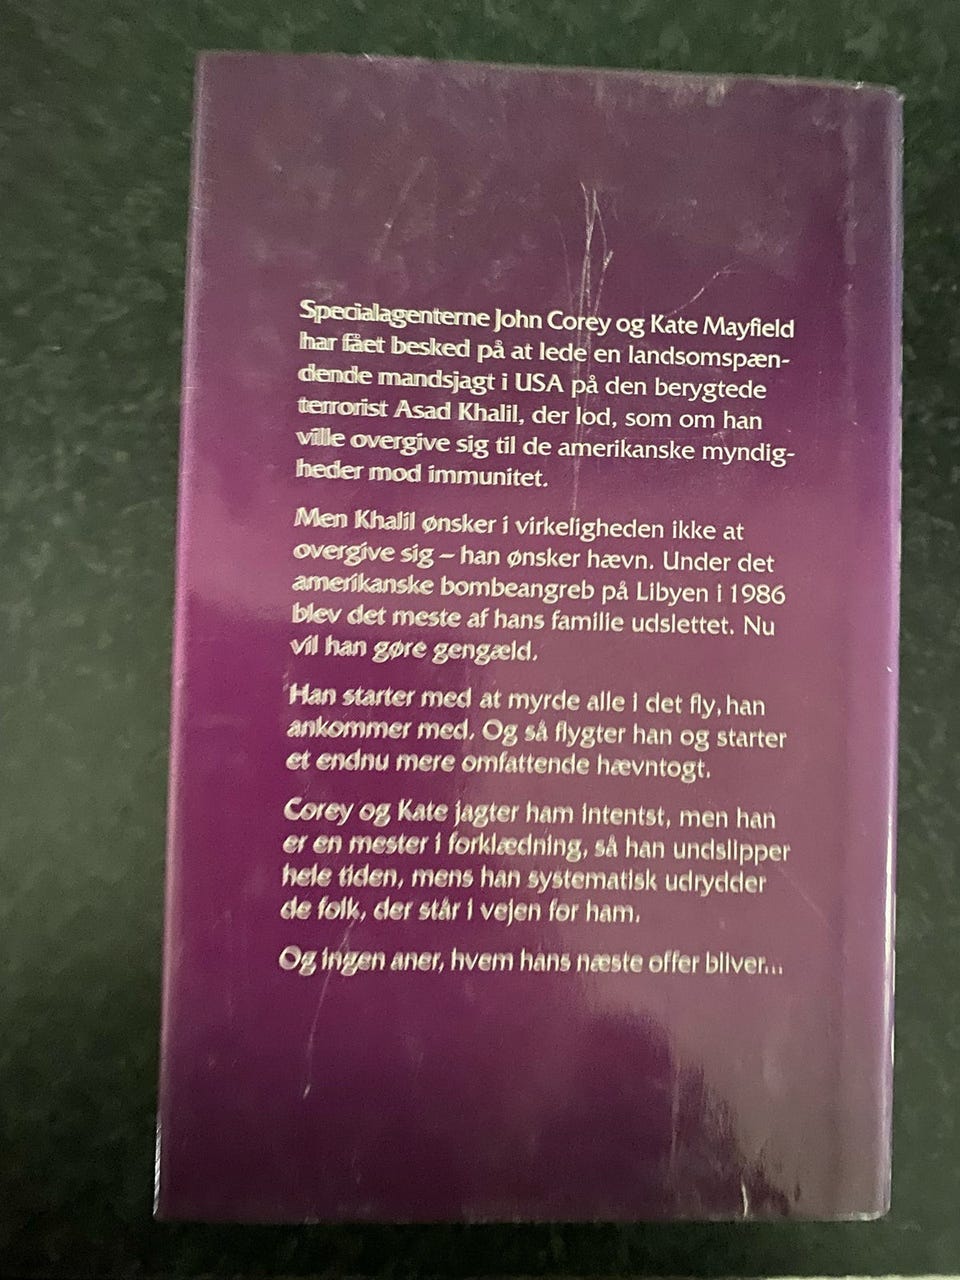 Specialagenterne John Corey og Kate Mayfield
har fået besked på at lede en landsomspæn-
dende mandsjagt i USA på den berygtede
terrorist Asad Khalil, der lod, som om han
ville overgive sig til de amerikanske myndig-
heder mod immunitet.
Men Khalil ønsker i virkeligheden ikke at
overgive sig – han ønsker hævn. Under det
amerikanske bombeangreb på Libyen i 1986
blev det meste af hans familie udslettet. Nu
vil han gøre gengæld.
Han starter med at myrde alle i det fly, han
ankommer med. Og så flygter han og starter
et endnu mere omfattende hævntogt.
Corey og Kate jagter ham intentst, men han
er en mester i forklædning, så han undslipper
hele tiden, mens han systematisk udrydder
de folk, der står i vejen for ham.
Og ingen aner, hvem hans næste offer bliver...